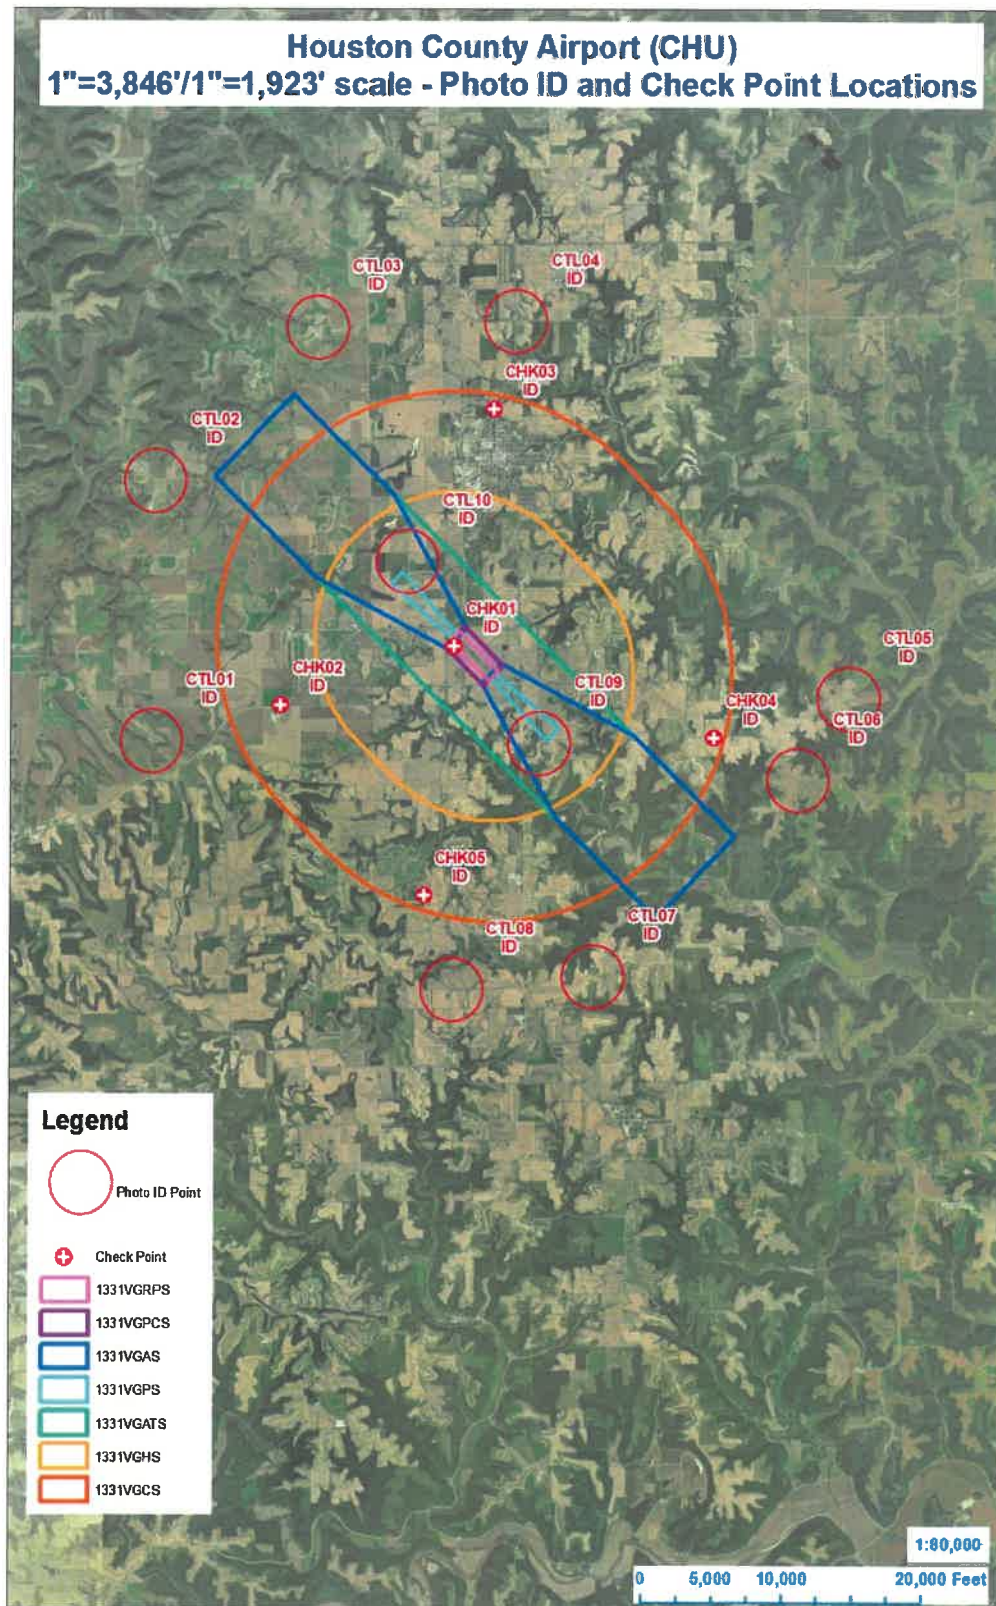 Houston County Airport (CHU)
1"=3,846'/1"=1,923' scale - Photo ID and Check Point Locations
CTL03
ID
CTL04
ID
CHK03
ID
CTL02
ID
CTL10
ID
CHK01
ID
CTL05
ID
CTL01
ID
CHK02
ID
CTL09
ID
CHK04
ID
CTL06
ID
CHK05
ID
CTL08
ID
CTL07
ID
Legend
Photo ID Point
Check Point
1331VGRPS
1331VGPCS
1331VGAS
1331VGPS
1331VGATS
1331VGHS
1331VGCS
1:80,000
0 5,000 10,000 20,000 Feet